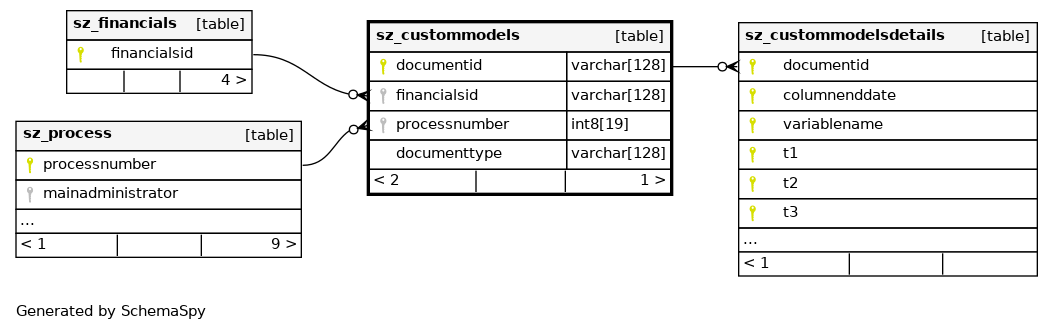 sz_financials [table]
financialsid
4 >
sz_process [table]
processnumber
mainadministrator
...
< 1 9 >
sz_custommodels [table]
documentid varchar[128]
financialsid varchar[128]
processnumber int8[19]
documenttype varchar[128]
< 2 1 >
sz_custommodelsdetails [table]
documentid
columnenddate
variablename
t1
t2
t3
...
< 1
Generated by SchemaSpy